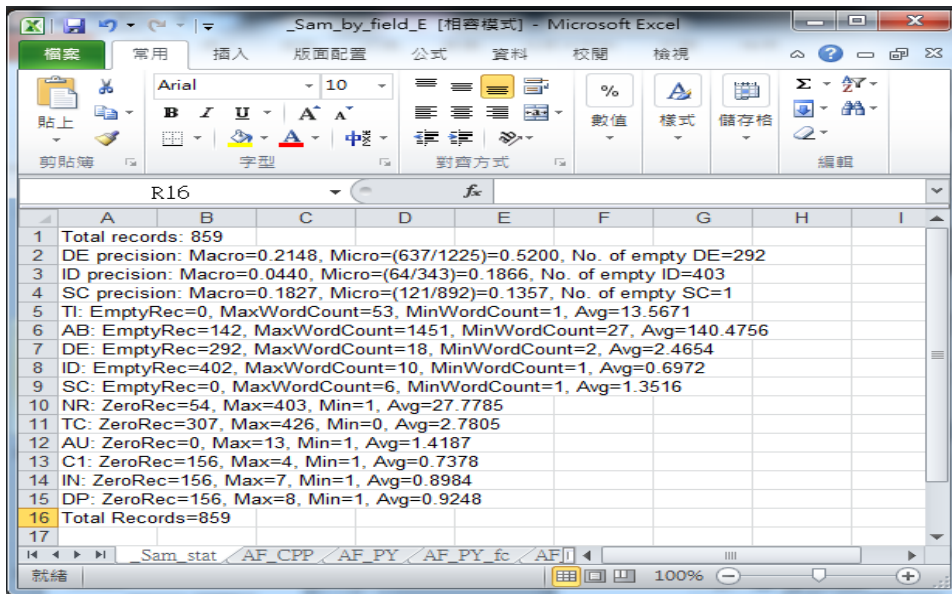 _Sam_by_field_E [相容模式] - Microsoft Excel
檔案 常用 插入 版面配置 公式 資料 校閱 檢視
Arial 10
貼上 B I U A A 中 % 數值 A 樣式 儲存格 Σ
剪貼簿 字型 對齊方式 編輯
R16 fx
A B C D E F G H I
1 Total records: 859
2 DE precision: Macro=0.2148, Micro=(637/1225)=0.5200, No. of empty DE=292
3 ID precision: Macro=0.0440, Micro=(64/343)=0.1866, No. of empty ID=403
4 SC precision: Macro=0.1827, Micro=(121/892)=0.1357, No. of empty SC=1
5 TI: EmptyRec=0, MaxWordCount=53, MinWordCount=1, Avg=13.5671
6 AB: EmptyRec=142, MaxWordCount=1451, MinWordCount=27, Avg=140.4756
7 DE: EmptyRec=292, MaxWordCount=18, MinWordCount=2, Avg=2.4654
8 ID: EmptyRec=402, MaxWordCount=10, MinWordCount=1, Avg=0.6972
9 SC: EmptyRec=0, MaxWordCount=6, MinWordCount=1, Avg=1.3516
10 NR: ZeroRec=54, Max=403, Min=1, Avg=27.7785
11 TC: ZeroRec=307, Max=426, Min=0, Avg=2.7805
12 AU: ZeroRec=0, Max=13, Min=1, Avg=1.4187
13 C1: ZeroRec=156, Max=4, Min=1, Avg=0.7378
14 IN: ZeroRec=156, Max=7, Min=1, Avg=0.8984
15 DP: ZeroRec=156, Max=8, Min=1, Avg=0.9248
16 Total Records=859
17
_Sam_stat AF_CPP AF_PY AF_PY_fc AF
就緒 100%